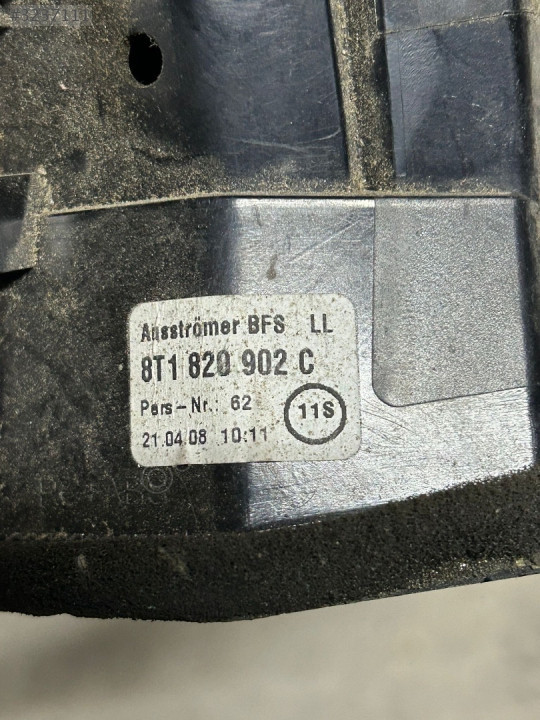 Ausströmer BFS LL
8T1 820 902 C
Pers-Nr.: 62
11S
21.04.08 10:11